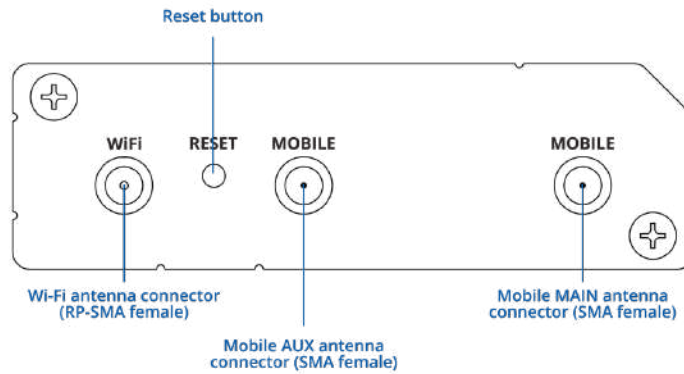 Reset button
WiFi
RESET
MOBILE
MOBILE
Wi-Fi antenna connector
(RP-SMA female)
Mobile AUX antenna
connector (SMA female)
Mobile MAIN antenna
connector (SMA female)